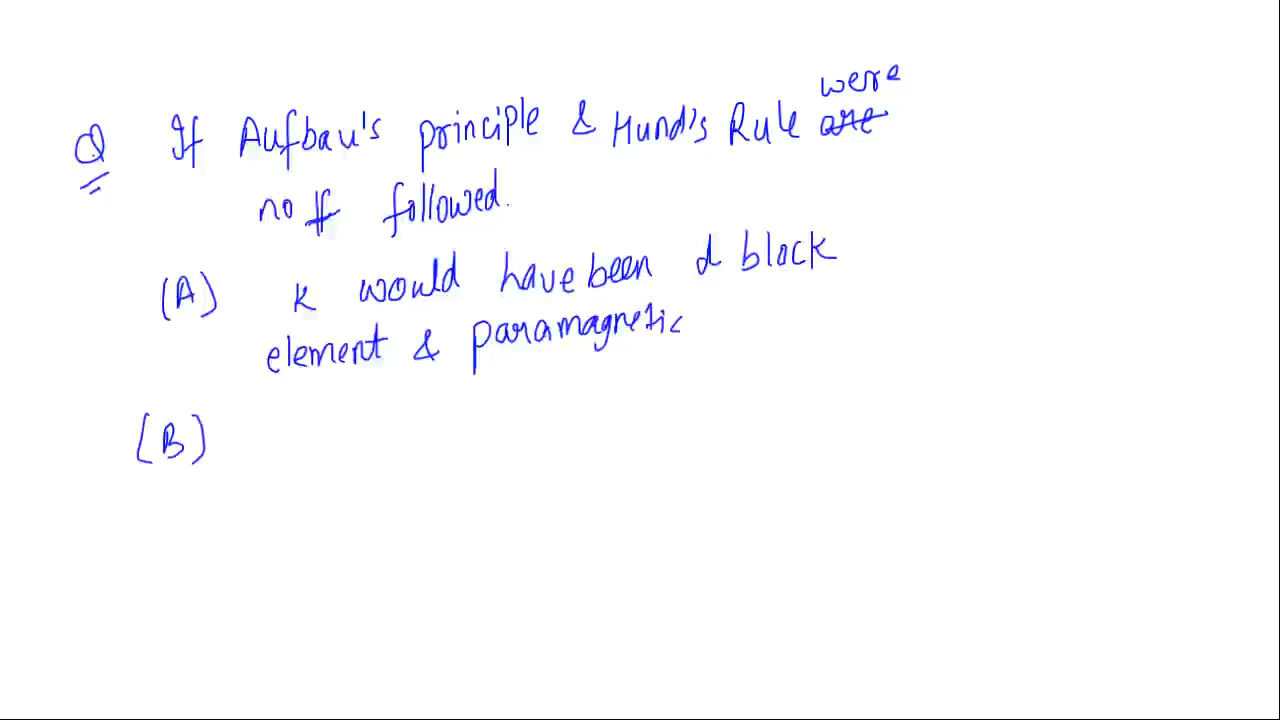 Q If Aufbau's principle & Hund's Rule were are
not followed.
(A) K would have been d block
element & paramagnetic
(B)